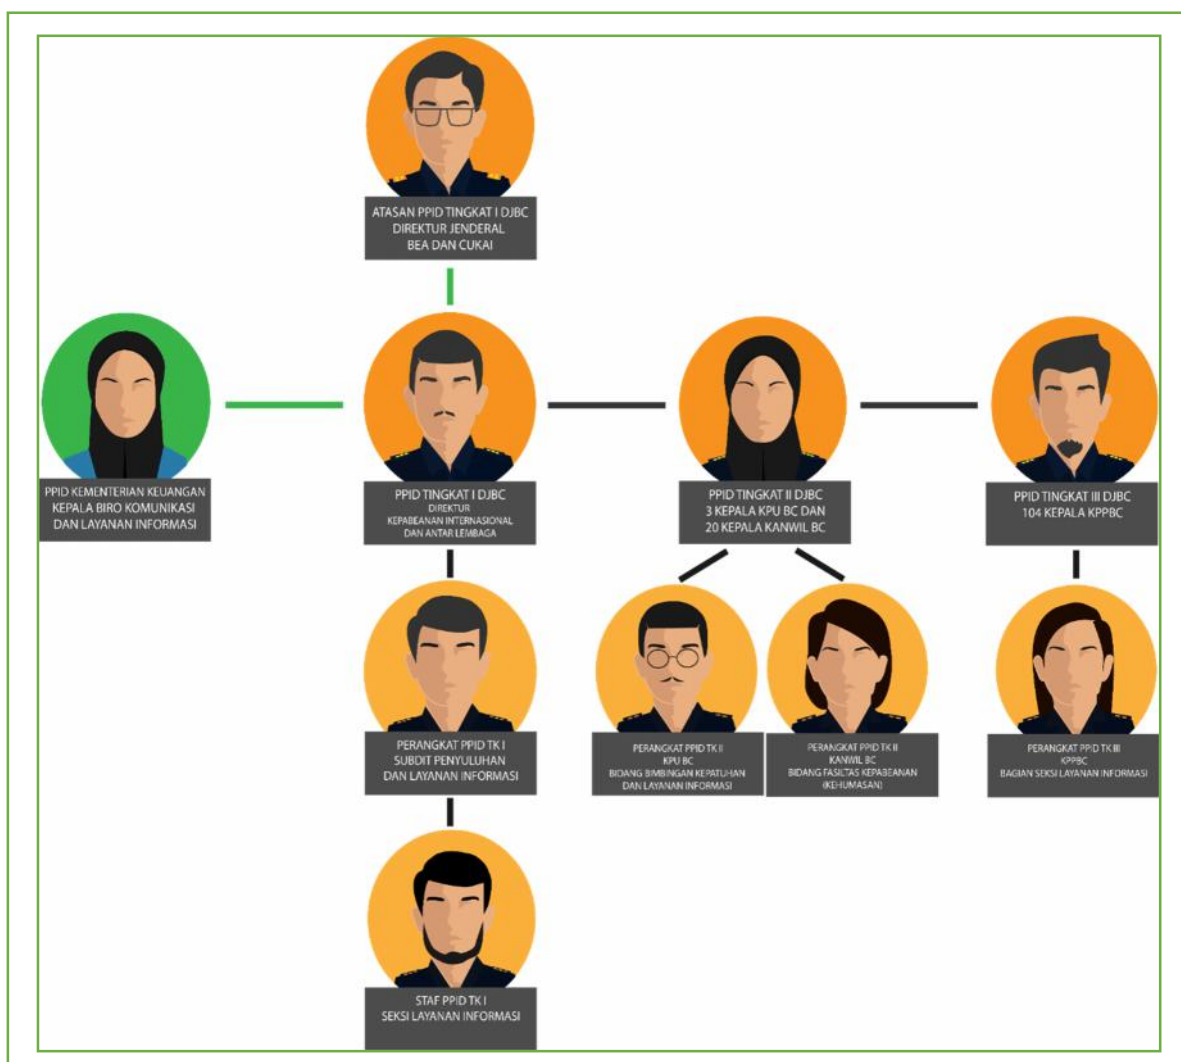 ATASAN PPID TINGKAT I DJBC
DIREKTUR JENDERAL
BEA DAN CUKAI
PPID KEMENTERIAN KEUANGAN
KEPALA BIRO KOMUNIKASI
DAN LAYANAN INFORMASI
PPID TINGKAT I DJBC
DIREKTUR
KEPABEANAN INTERNASIONAL
DAN ANTAR LEMBAGA
PPID TINGKAT II DJBC
3 KEPALA KPU BC DAN
20 KEPALA KANWIL BC
PPID TINGKAT III DJBC
104 KEPALA KPPBC
PERANGKAT PPID TK I
SUBDIT PENYULUHAN
DAN LAYANAN INFORMASI
PERANGKAT PPID TK II
KPU BC
BIDANG BIMBINGAN KEPATUHAN
DAN LAYANAN INFORMASI
PERANGKAT PPID TK II
KANWIL BC
BIDANG FASILTAS KEPABEANAN
(KEHUMASAN)
PERANGKAT PPID TK III
KPPBC
BAGIAN SEKSI LAYANAN INFORMASI
STAF PPID TK I
SEKSI LAYANAN INFORMASI